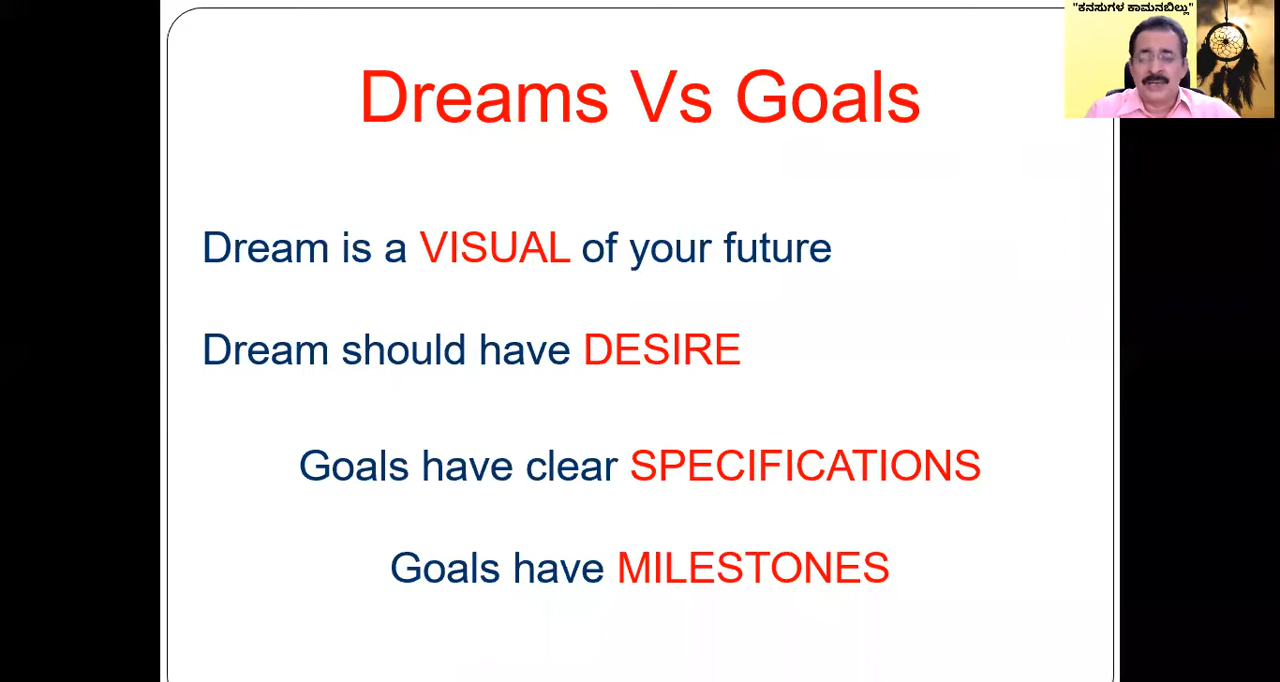 "ಕನಸುಗಳ ಕಾಮನಬಿಲ್ಲು"
Dreams Vs Goals
Dream is a VISUAL of your future
Dream should have DESIRE
Goals have clear SPECIFICATIONS
Goals have MILESTONES